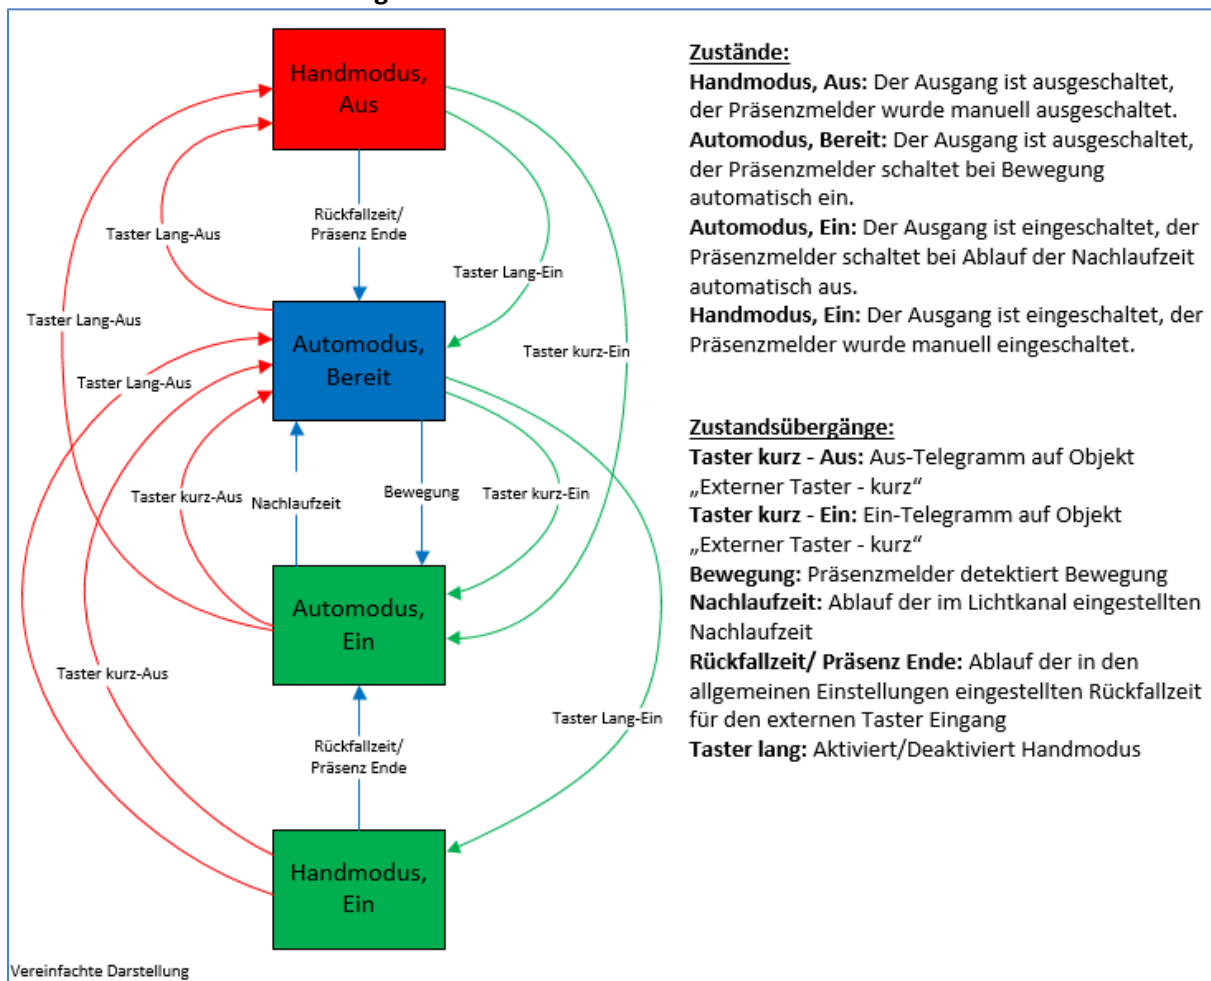 g
Handmodus,
Aus
Rückfallzeit/
Präsenz Ende
Taster Lang-Aus
Taster Lang-Ein
Taster Lang-Aus
Taster kurz-Ein
Automodus,
Bereit
Taster Lang-Aus
Taster kurz-Aus
Nachlaufzeit
Bewegung
Taster kurz-Ein
Automodus,
Ein
Taster kurz-Aus
Taster Lang-Ein
Rückfallzeit/
Präsenz Ende
Handmodus,
Ein
Vereinfachte Darstellung
Zustände:
Handmodus, Aus: Der Ausgang ist ausgeschaltet,
der Präsenzmelder wurde manuell ausgeschaltet.
Automodus, Bereit: Der Ausgang ist ausgeschaltet,
der Präsenzmelder schaltet bei Bewegung
automatisch ein.
Automodus, Ein: Der Ausgang ist eingeschaltet, der
Präsenzmelder schaltet bei Ablauf der Nachlaufzeit
automatisch aus.
Handmodus, Ein: Der Ausgang ist eingeschaltet, der
Präsenzmelder wurde manuell eingeschaltet.
Zustandsübergänge:
Taster kurz - Aus: Aus-Telegramm auf Objekt
„Externer Taster - kurz“
Taster kurz - Ein: Ein-Telegramm auf Objekt
„Externer Taster - kurz“
Bewegung: Präsenzmelder detektiert Bewegung
Nachlaufzeit: Ablauf der im Lichtkanal eingestellten
Nachlaufzeit
Rückfallzeit/ Präsenz Ende: Ablauf der in den
allgemeinen Einstellungen eingestellten Rückfallzeit
für den externen Taster Eingang
Taster lang: Aktiviert/Deaktiviert Handmodus